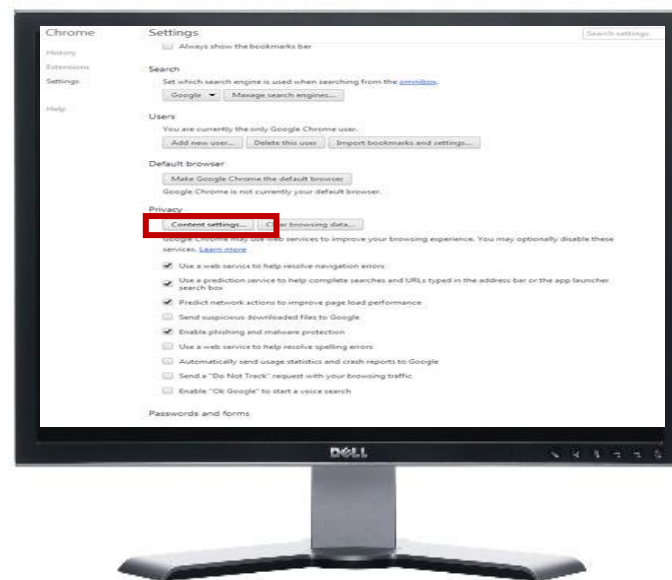 Chrome
Settings
Search settings
Always show the bookmarks bar
History
Extensions
Settings
Help
Search
Set which search engine is used when searching from the omnibox.
Google Manage search engines...
Users
You are currently the only Google Chrome user.
Add new user... Delete this user Import bookmarks and settings...
Default browser
Make Google Chrome the default browser
Google Chrome is not currently your default browser.
Privacy
Content settings... browsing data...
Google Chrome may use web services to improve your browsing experience. You may optionally disable these
services. Learn more
Use a web service to help resolve navigation errors
Use a prediction service to help complete searches and URLs typed in the address bar or the app launcher
search box
Predict network actions to improve page load performance
Send suspicious downloaded files to Google
Enable phishing and malware protection
Use a web service to help resolve spelling errors
Automatically send usage statistics and crash reports to Google
Send a "Do Not Track" request with your browsing traffic
Enable "Ok Google" to start a voice search
Passwords and forms
DELL